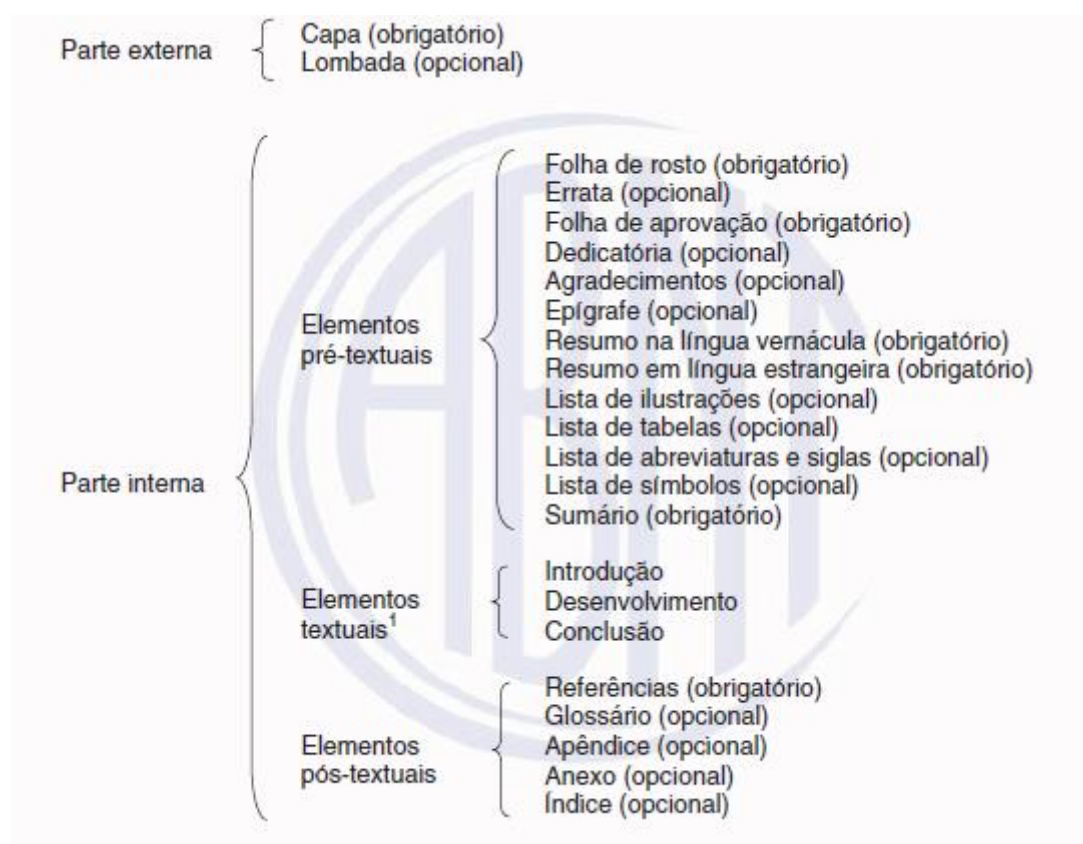 Parte externa
Capa (obrigatório)
Lombada (opcional)
Parte interna
Elementos
pré-textuais
Folha de rosto (obrigatório)
Errata (opcional)
Folha de aprovação (obrigatório)
Dedicatória (opcional)
Agradecimentos (opcional)
Epígrafe (opcional)
Resumo na língua vernácula (obrigatório)
Resumo em língua estrangeira (obrigatório)
Lista de ilustrações (opcional)
Lista de tabelas (opcional)
Lista de abreviaturas e siglas (opcional)
Lista de símbolos (opcional)
Sumário (obrigatório)
Elementos
textuais¹
Introdução
Desenvolvimento
Conclusão
Elementos
pós-textuais
Referências (obrigatório)
Glossário (opcional)
Apêndice (opcional)
Anexo (opcional)
Índice (opcional)
ABNT